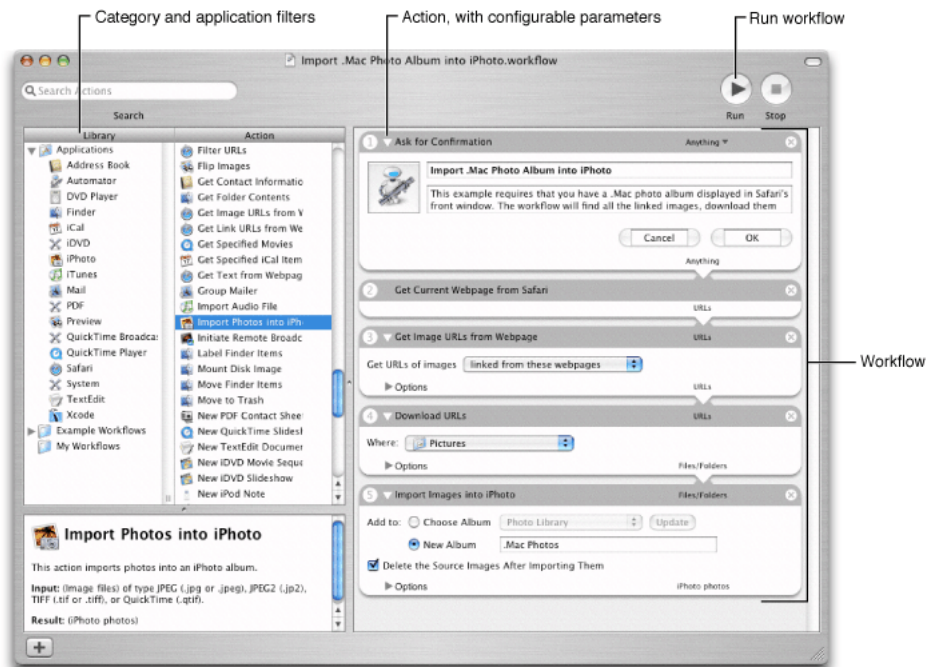 Category and application filters
Action, with configurable parameters
Run workflow
Import .Mac Photo Album into iPhoto.workflow
Search Actions
Search
Run
Stop
Library
Action
Applications
Address Book
Automator
DVD Player
Finder
iCal
iDVD
iPhoto
iTunes
Mail
PDF
Preview
QuickTime Broadca
QuickTime Player
Safari
System
TextEdit
Xcode
Example Workflows
My Workflows
Filter URLs
Flip Images
Get Contact Informatio
Get Folder Contents
Get Image URLs from V
Get Link URLs from We
Get Specified Movies
Get Specified iCal Item
Get Text from Webpag
Group Mailer
Import Audio File
Import Photos into iPh
Initiate Remote Broadc
Label Finder Items
Mount Disk Image
Move Finder Items
Move to Trash
New PDF Contact Shee
New QuickTime Slidesl
New TextEdit Documer
New iDVD Movie Seque
New iDVD Slideshow
New iPod Note
Import Photos into iPhoto
This action imports photos into an iPhoto album.
Input: (Image files) of type JPEG (.jpg or .jpeg), JPEG2 (.jp2),
TIFF (.tif or .tiff), or QuickTime (.qtif).
Result: (iPhoto photos)
1 Ask for Confirmation
Anything
Import .Mac Photo Album into iPhoto
This example requires that you have a .Mac photo album displayed in Safari's
front window. The workflow will find all the linked images, download them
Cancel
OK
Anything
2 Get Current Webpage from Safari
URLs
3 Get Image URLs from Webpage
URLs
Get URLs of images linked from these webpages
Options
URLs
4 Download URLs
URLs
Where: Pictures
Options
Files/Folders
5 Import Images into iPhoto
Files/Folders
Add to: Choose Album Photo Library Update
New Album .Mac Photos
Delete the Source Images After Importing Them
Options
iPhoto photos
Workflow